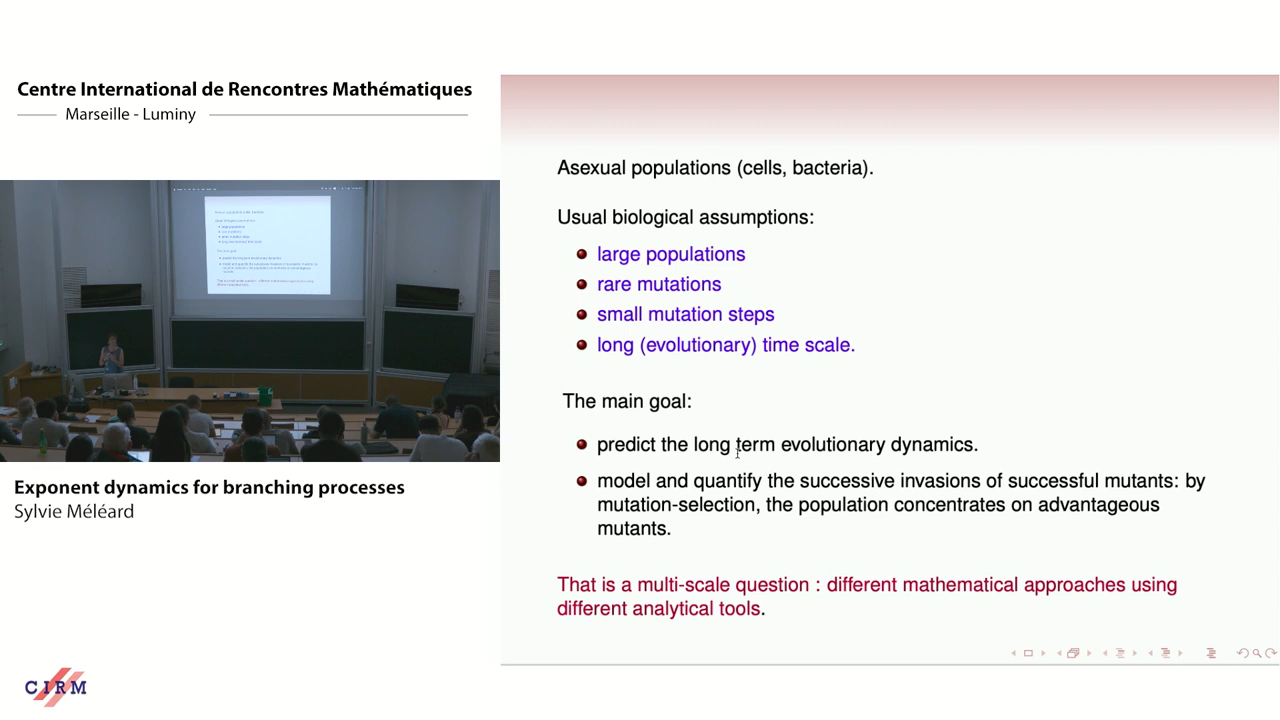 Centre International de Rencontres Mathématiques
Marseille - Luminy
Asexual populations (cells, bacteria).
Usual biological assumptions:
large populations
rare mutations
small mutation steps
long (evolutionary) time scale.
The main goal:
predict the long term evolutionary dynamics.
model and quantify the successive invasions of successful mutants: by
mutation-selection, the population concentrates on advantageous
mutants.
That is a multi-scale question : different mathematical approaches using
different analytical tools.
Exponent dynamics for branching processes
Sylvie Méléard
CIRM